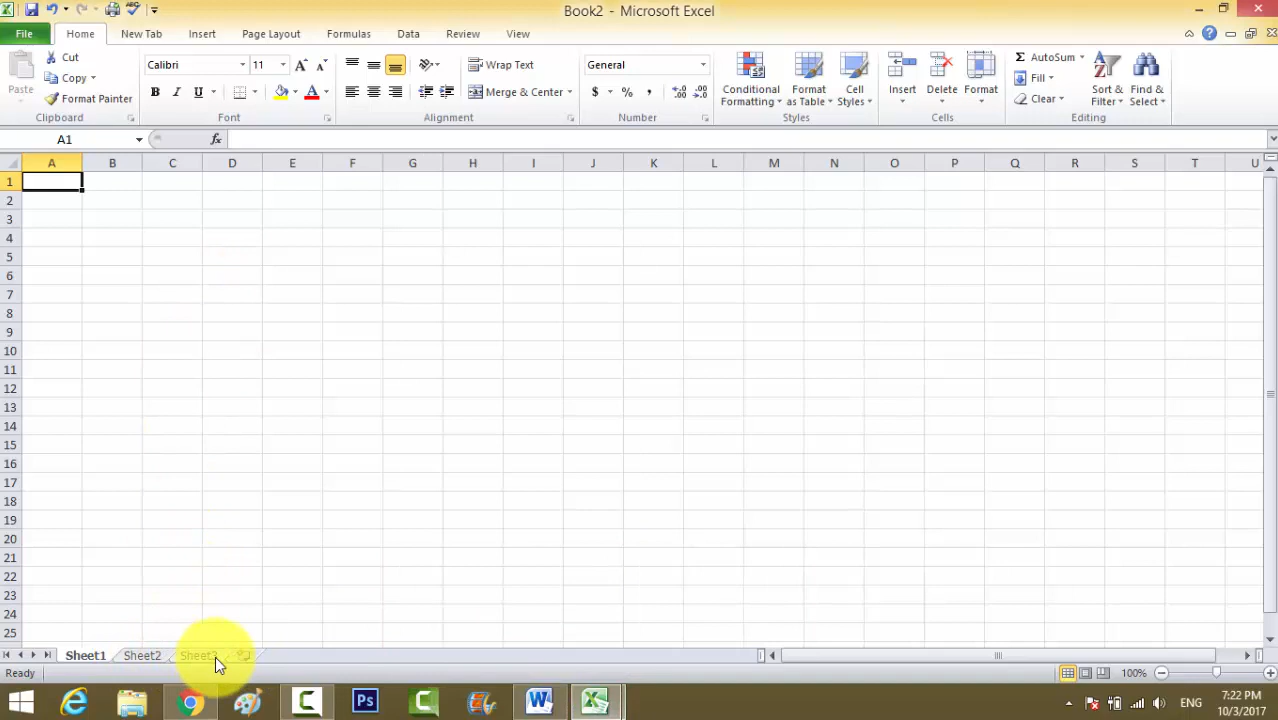 Book2 - Microsoft Excel
File Home New Tab Insert Page Layout Formulas Data Review View
Paste
Cut
Copy
Format Painter
Clipboard
Calibri 11
B I U
Font
Wrap Text
Merge & Center
Alignment
General
$ % ,
Number
Conditional Formatting
Format as Table
Cell Styles
Styles
Insert
Delete
Format
Cells
Σ AutoSum
Fill
Clear
Sort & Filter
Find & Select
Editing
A1 fx
A B C D E F G H I J K L M N O P Q R S T U
1
2
3
4
5
6
7
8
9
10
11
12
13
14
15
16
17
18
19
20
21
22
23
24
25
Sheet1 Sheet2 Sheet3
Ready 100%
ENG
7:22 PM
10/3/2017